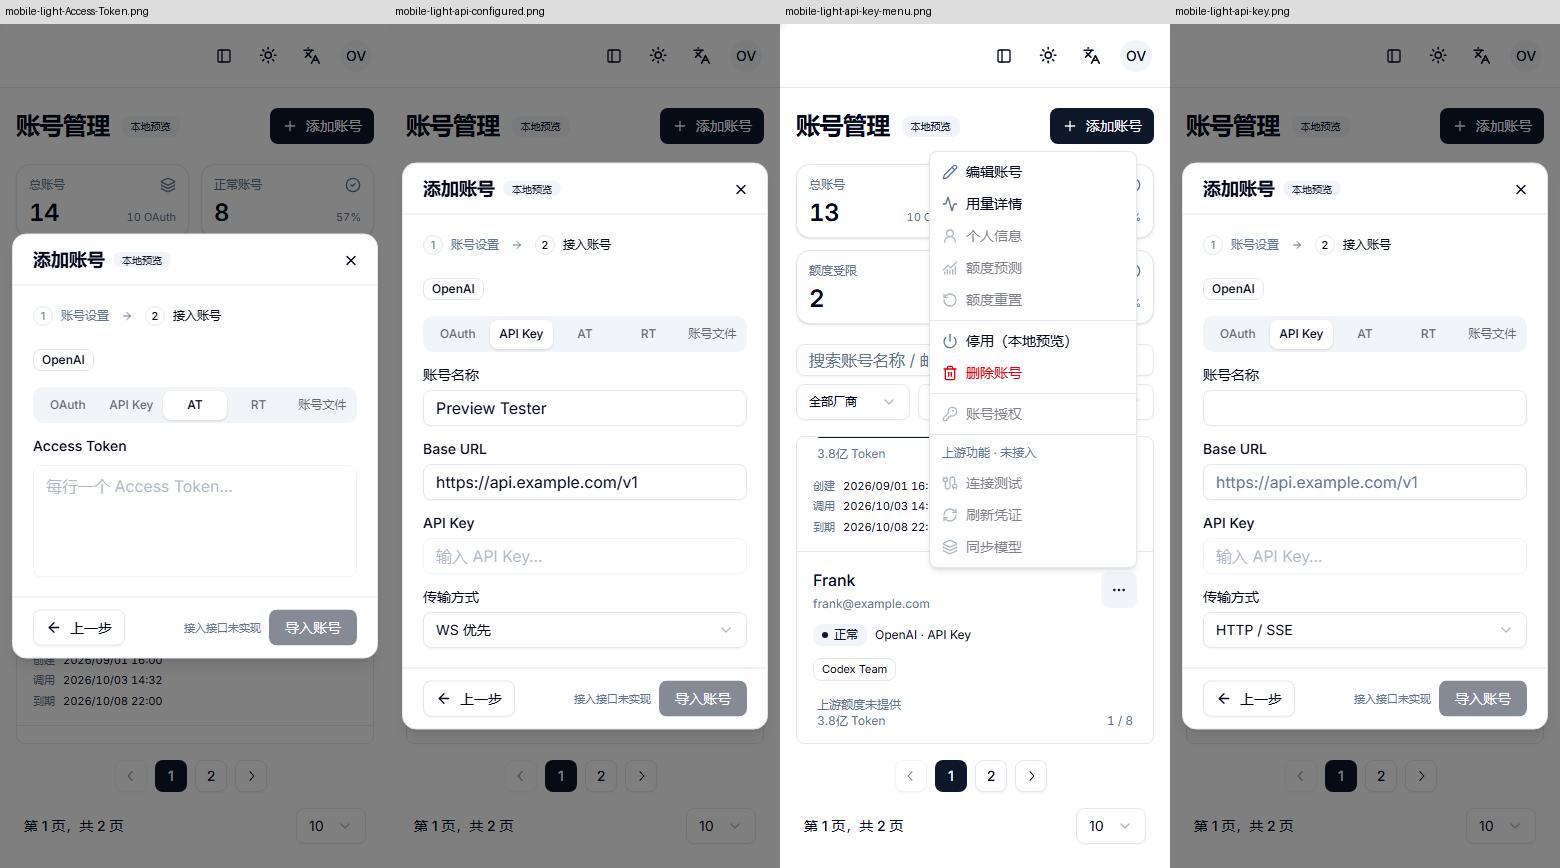 mobile-light-Access-Token.png
OV
账号管理 本地预览 + 添加账号
总账号
14 10 OAuth
正常账号
8 57%
添加账号 本地预览
1 账号设置 → 2 接入账号
OpenAI
OAuth API Key AT RT 账号文件
Access Token
每行一个 Access Token...
← 上一步 接入接口未实现 导入账号
创建 2026/09/01 16:00
调用 2026/10/03 14:32
到期 2026/10/08 22:00
1 2
第 1 页，共 2 页 10
mobile-light-api-configured.png
OV
账号管理 本地预览 + 添加账号
添加账号 本地预览
1 账号设置 → 2 接入账号
OpenAI
OAuth API Key AT RT 账号文件
账号名称
Preview Tester
Base URL
https://api.example.com/v1
API Key
输入 API Key...
传输方式
WS 优先
← 上一步 接入接口未实现 导入账号
1 2
第 1 页，共 2 页 10
mobile-light-api-key-menu.png
OV
账号管理 本地预览 + 添加账号
总账号
13 10 O
额度受限
2
搜索账号名称 / 邮
全部厂商
编辑账号
用量详情
个人信息
额度预测
额度重置
停用（本地预览）
删除账号
账号授权
上游功能 · 未接入
连接测试
刷新凭证
同步模型
3.8亿 Token
创建 2026/09/01 16:
调用 2026/10/03 14:
到期 2026/10/08 22:
Frank
frank@example.com
正常 OpenAI · API Key
Codex Team
上游额度未提供
3.8亿 Token 1 / 8
1 2
第 1 页，共 2 页 10
mobile-light-api-key.png
OV
账号管理 本地预览 + 添加账号
添加账号 本地预览
1 账号设置 → 2 接入账号
OpenAI
OAuth API Key AT RT 账号文件
账号名称
Base URL
https://api.example.com/v1
API Key
输入 API Key...
传输方式
HTTP / SSE
← 上一步 接入接口未实现 导入账号
1 2
第 1 页，共 2 页 10